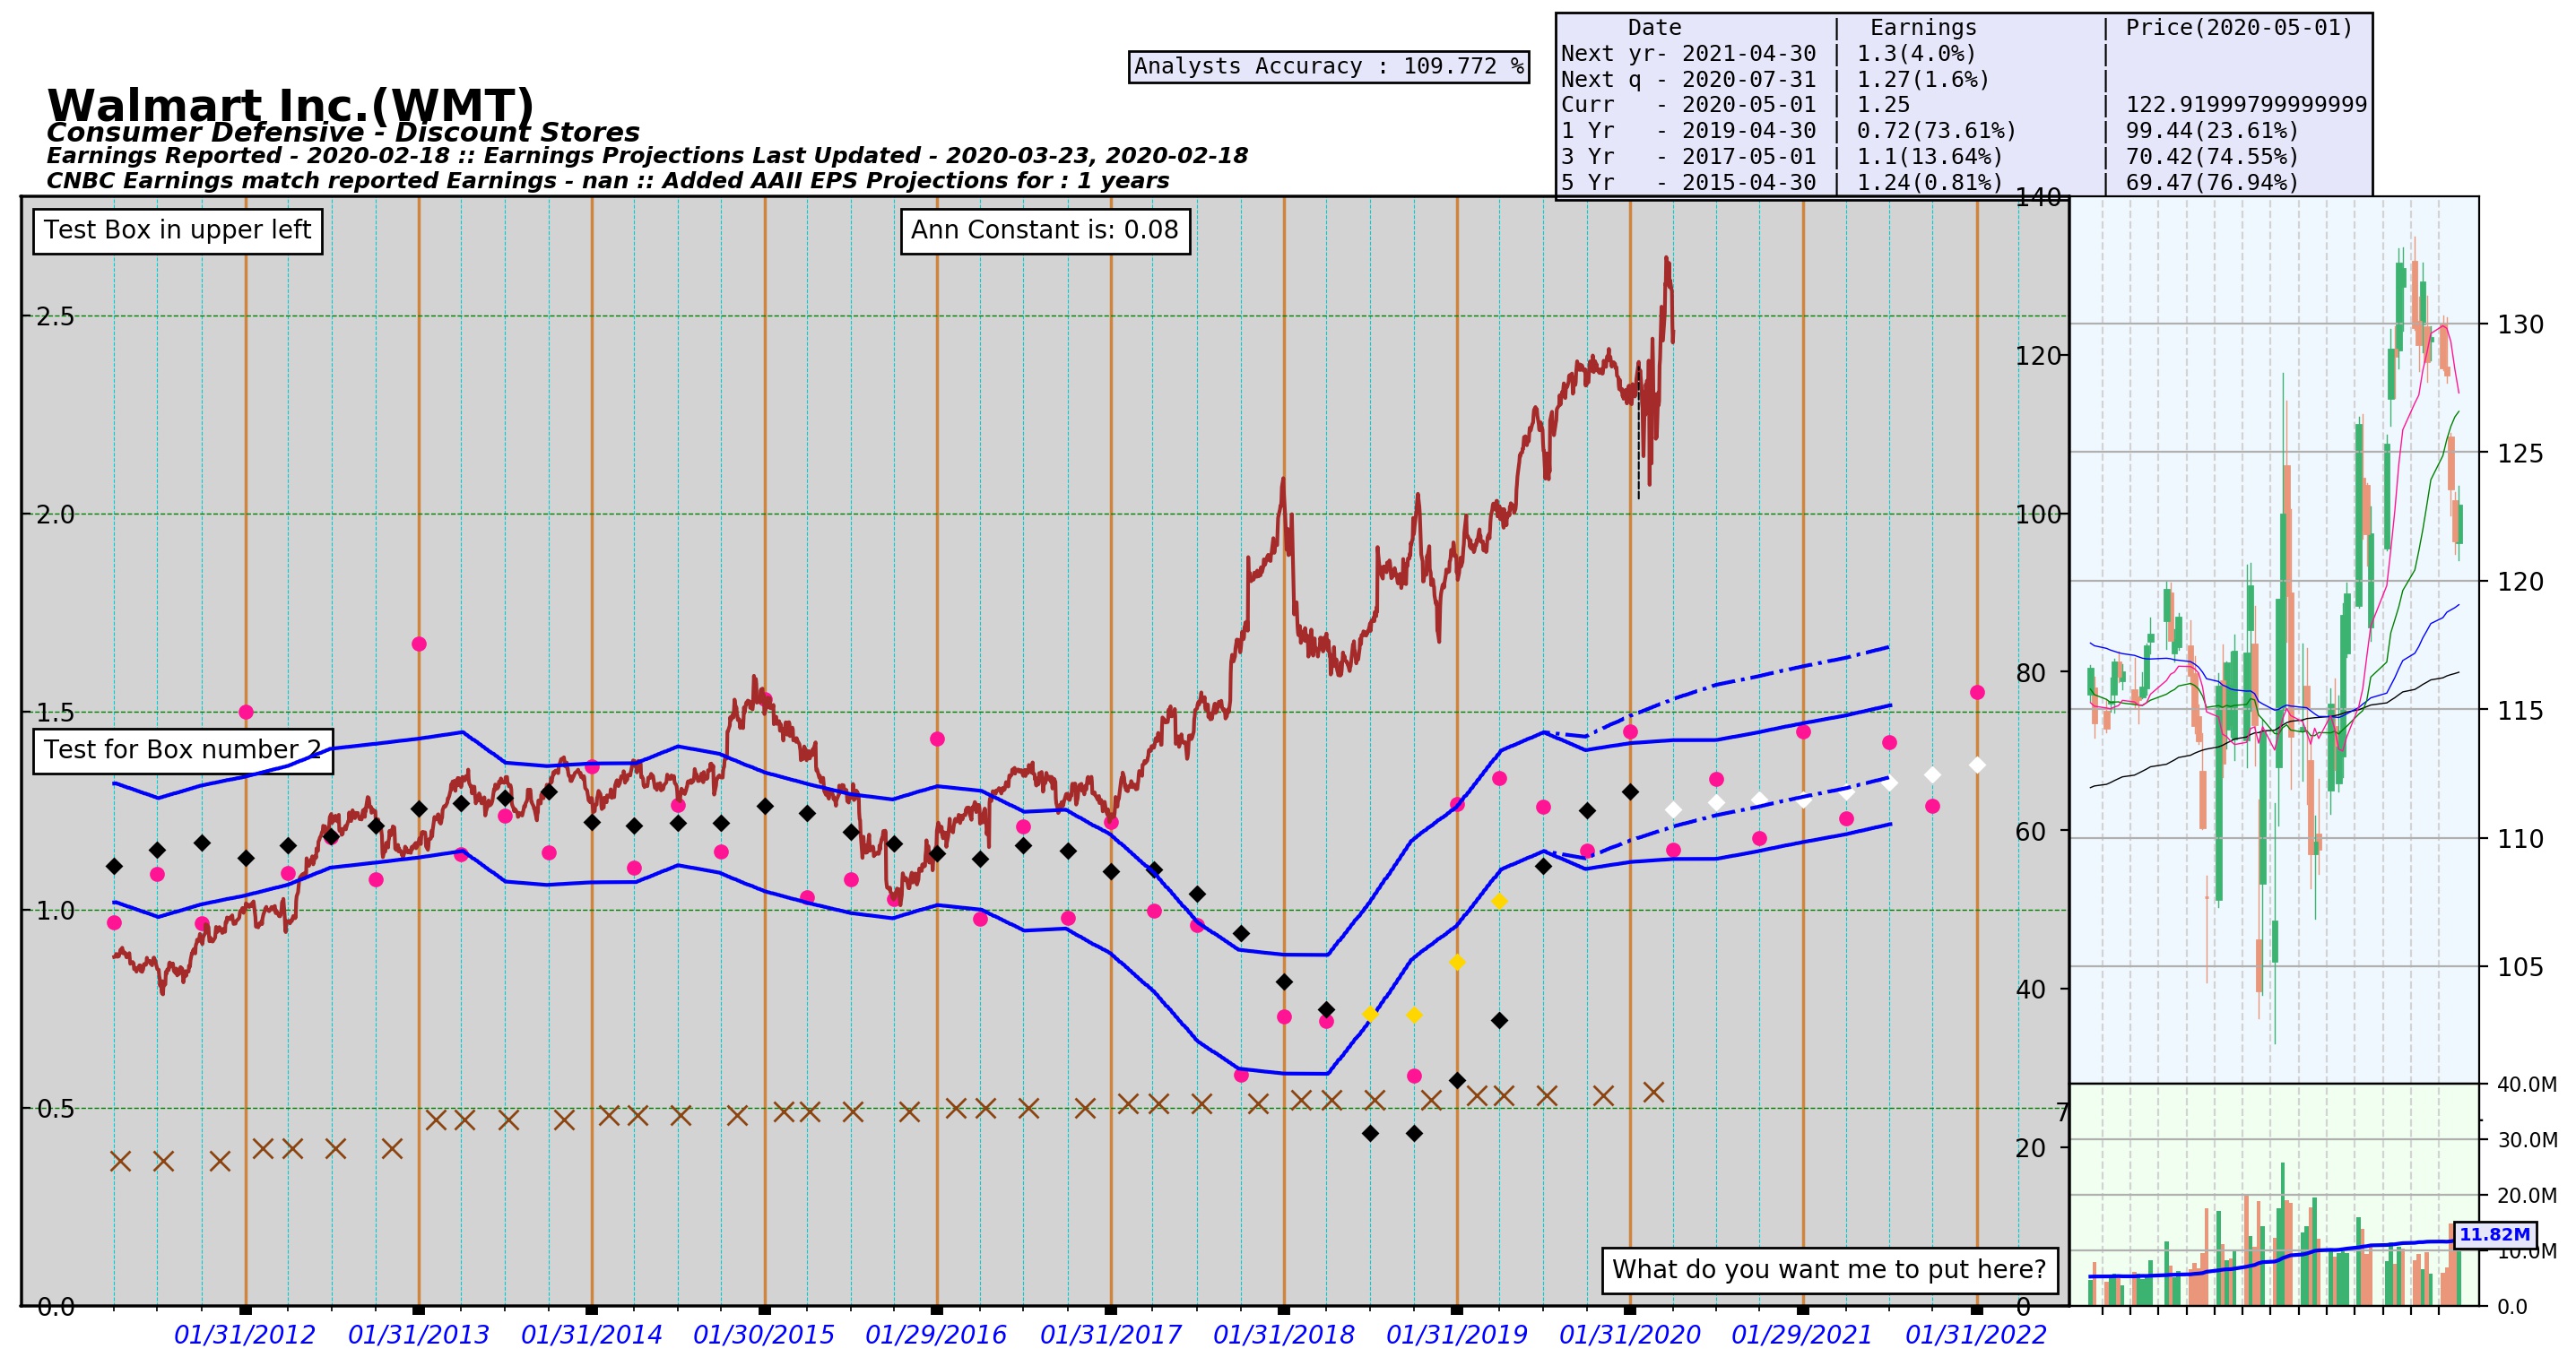 Date | Earnings | Price(2020-05-01)
Next yr- 2021-04-30 | 1.3(4.0%) |
Next q - 2020-07-31 | 1.27(1.6%) |
Curr - 2020-05-01 | 1.25 | 122.91999799999999
1 Yr - 2019-04-30 | 0.72(73.61%) | 99.44(23.61%)
3 Yr - 2017-05-01 | 1.1(13.64%) | 70.42(74.55%)
5 Yr - 2015-04-30 | 1.24(0.81%) | 69.47(76.94%)
Analysts Accuracy : 109.772 %
Walmart Inc.(WMT)
Consumer Defensive - Discount Stores
Earnings Reported - 2020-02-18 :: Earnings Projections Last Updated - 2020-03-23, 2020-02-18
CNBC Earnings match reported Earnings - nan :: Added AAII EPS Projections for : 1 years
Test Box in upper left
Ann Constant is: 0.08
Test for Box number 2
What do you want me to put here?
2.5
2.0
1.5
1.0
0.5
0.0
140
120
100
80
60
40
20
0
7
130
125
120
115
110
105
40.0M
30.0M
20.0M
11.82M
10.0M
0.0
01/31/2012
01/31/2013
01/31/2014
01/30/2015
01/29/2016
01/31/2017
01/31/2018
01/31/2019
01/31/2020
01/29/2021
01/31/2022